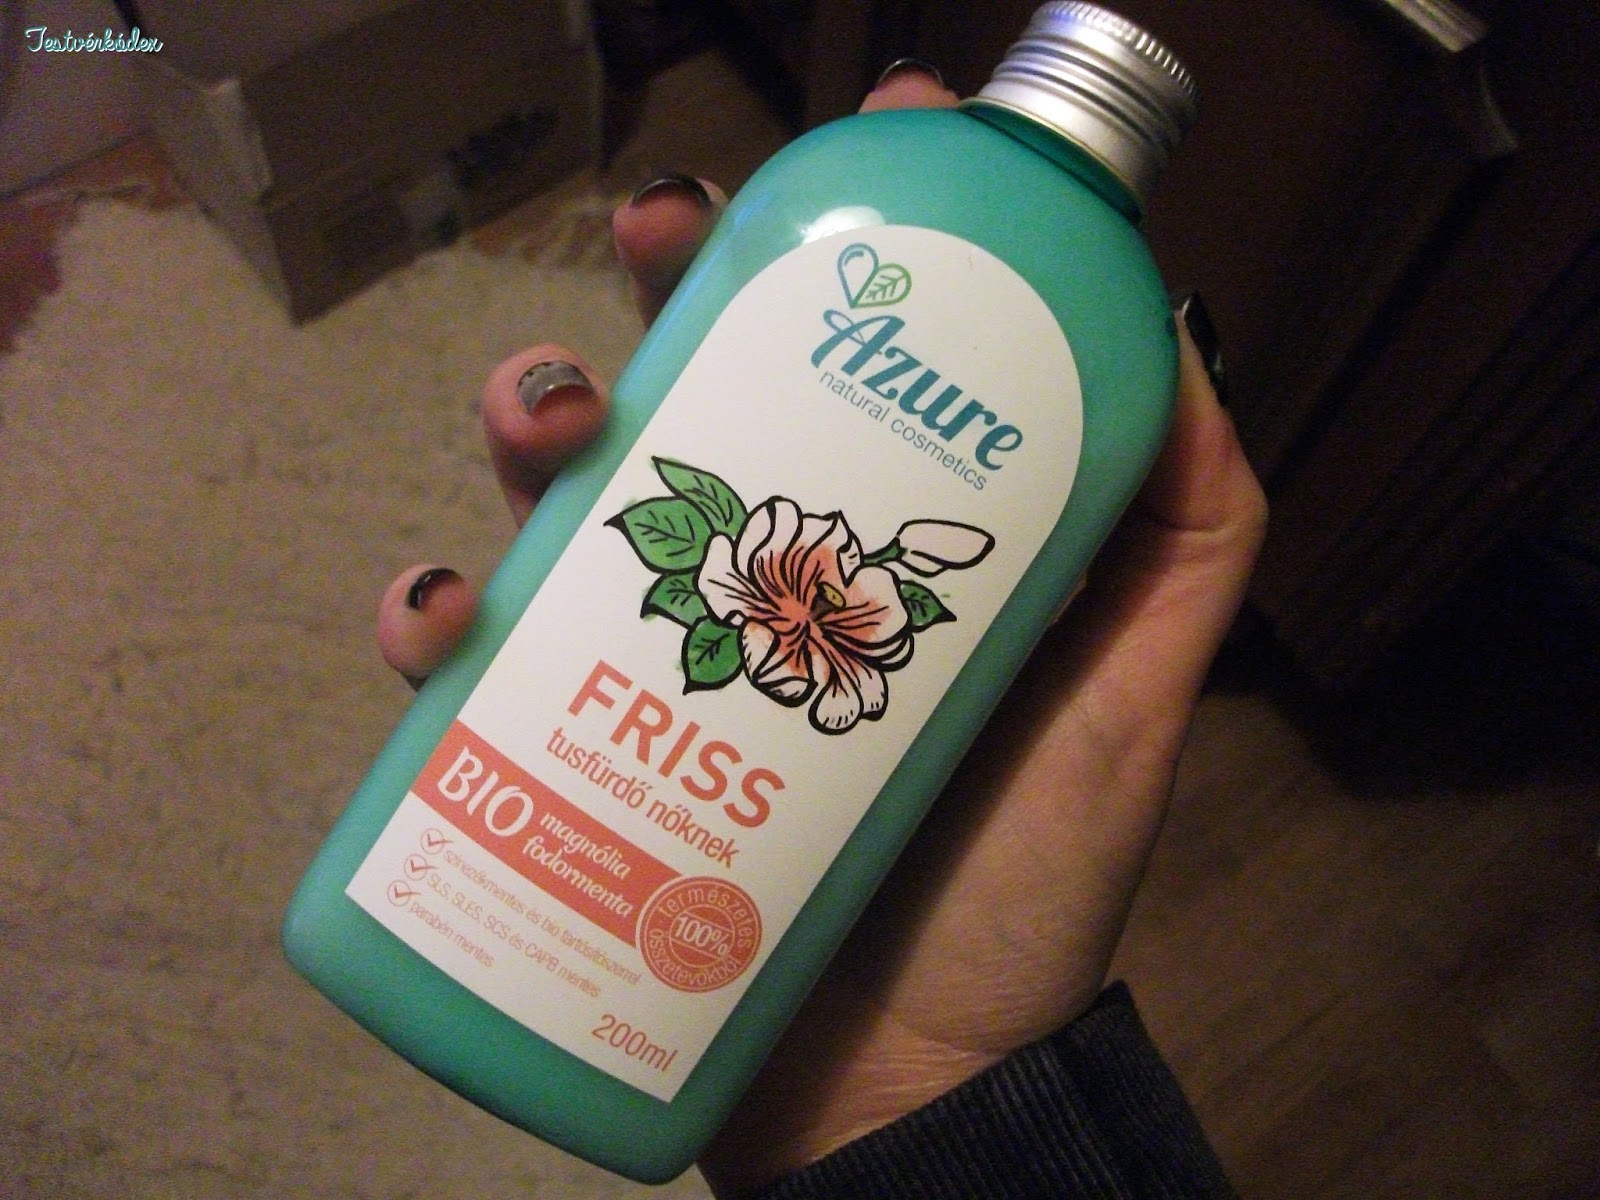 Testvérkódex
Azure
natural cosmetics
FRISS
tusfürdő nőknek
BIO
magnólia
fodormenta
színezékmentes és bio tartósítószerrel
SLS, SLES, SCS és CAPB mentes
parabén mentes
természetes
100%
összetevőkből
200ml